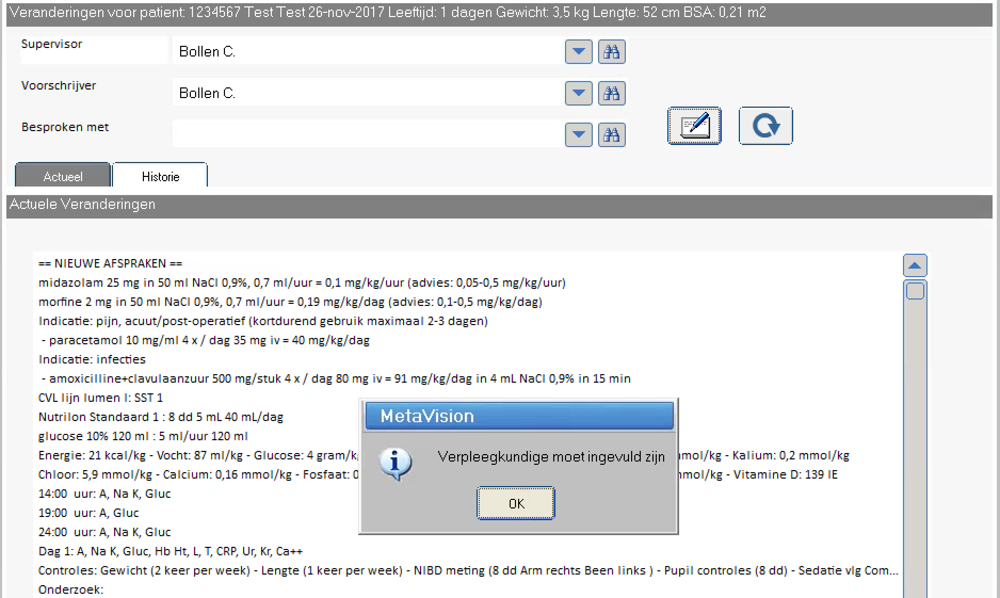 Veranderingen voor patient: 1234567 Test Test 26-nov-2017 Leeftijd: 1 dagen Gewicht: 3,5 kg Lengte: 52 cm BSA: 0,21 m2
Supervisor
Bollen C.
Voorschrijver
Bollen C.
Besproken met
Actueel
Historie
Actuele Veranderingen
== NIEUWE AFSPRAKEN ==
midazolam 25 mg in 50 ml NaCl 0,9%, 0,7 ml/uur = 0,1 mg/kg/uur (advies: 0,05-0,5 mg/kg/uur)
morfine 2 mg in 50 ml NaCl 0,9%, 0,7 ml/uur = 0,19 mg/kg/dag (advies: 0,1-0,5 mg/kg/dag)
Indicatie: pijn, acuut/post-operatief (kortdurend gebruik maximaal 2-3 dagen)
- paracetamol 10 mg/ml 4 x / dag 35 mg iv = 40 mg/kg/dag
Indicatie: infecties
- amoxicilline+clavulaanzuur 500 mg/stuk 4 x / dag 80 mg iv = 91 mg/kg/dag in 4 mL NaCl 0,9% in 15 min
CVL lijn lumen I: SST 1
Nutrilon Standaard 1 : 8 dd 5 mL 40 mL/dag
glucose 10% 120 ml : 5 ml/uur 120 ml
Energie: 21 kcal/kg - Vocht: 87 ml/kg - Glucose: 4 gram/k mol/kg - Kalium: 0,2 mmol/kg
Chloor: 5,9 mmol/kg - Calcium: 0,16 mmol/kg - Fosfaat: 0 mol/kg - Vitamine D: 139 IE
14:00 uur: A, Na K, Gluc
19:00 uur: A, Gluc
24:00 uur: A, Na K, Gluc
Dag 1: A, Na K, Gluc, Hb Ht, L, T, CRP, Ur, Kr, Ca++
Controles: Gewicht (2 keer per week) - Lengte (1 keer per week) - NIBD meting (8 dd Arm rechts Been links ) - Pupil controles (8 dd) - Sedatie vlg Com...
Onderzoek:
MetaVision
Verpleegkundige moet ingevuld zijn
OK